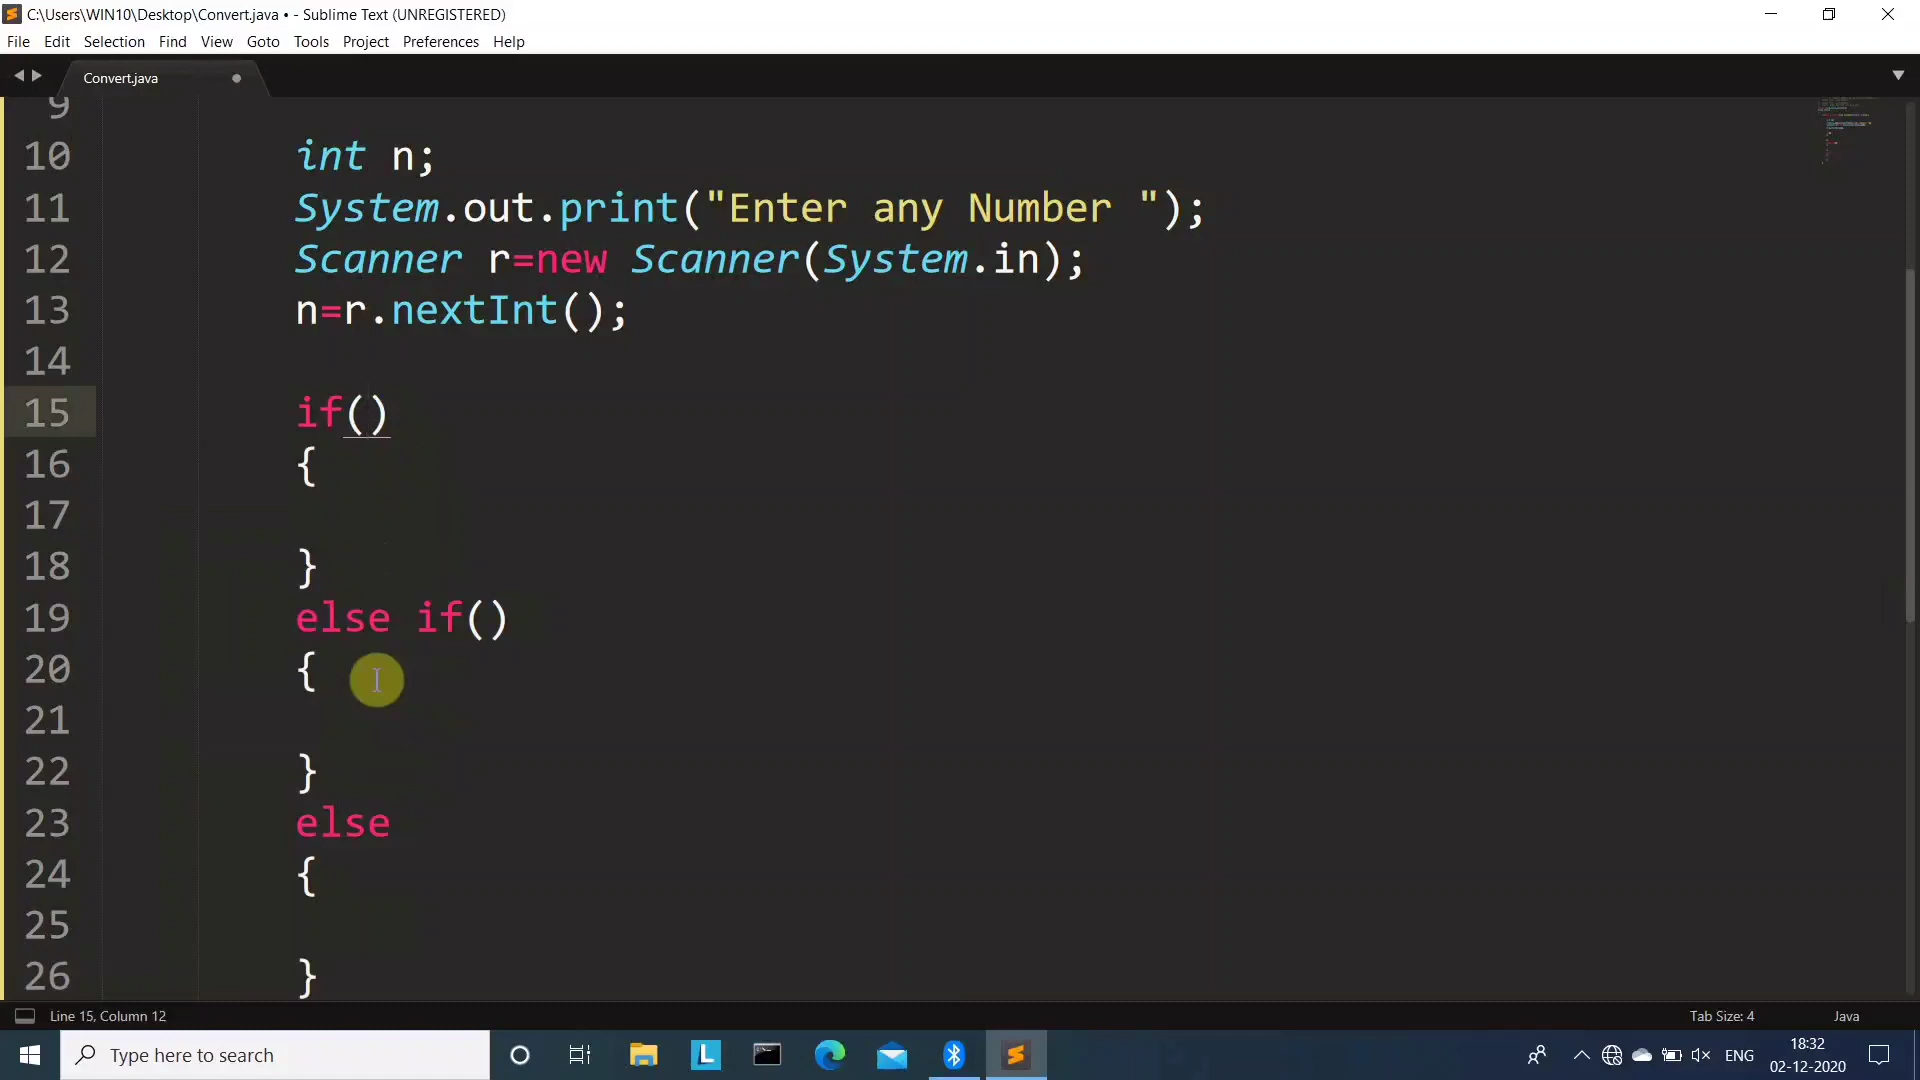 C:\Users\WIN10\Desktop\Convert.java • - Sublime Text (UNREGISTERED)
File Edit Selection Find View Goto Tools Project Preferences Help
Convert.java
9
10 int n;
11 System.out.print("Enter any Number ");
12 Scanner r=new Scanner(System.in);
13 n=r.nextInt();
14
15 if()
16 {
17
18 }
19 else if()
20 {
21
22 }
23 else
24 {
25
26 }
Line 15, Column 12 Tab Size: 4 Java
Type here to search L ENG 18:32
02-12-2020